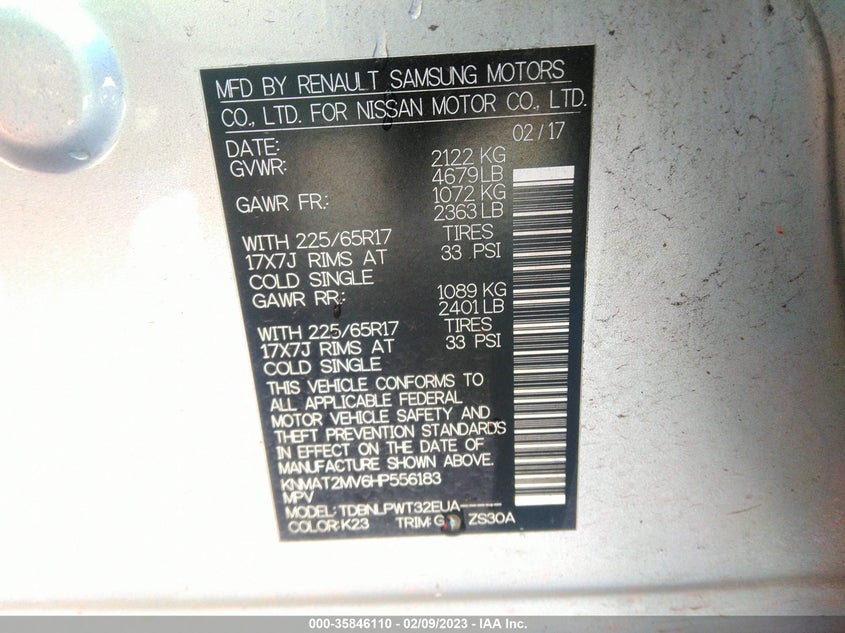 MFD BY RENAULT SAMSUNG MOTORS
CO., LTD. FOR NISSAN MOTOR CO., LTD.
DATE: 02/17
GVWR: 2122 KG
4679 LB
GAWR FR: 1072 KG
2363 LB
WITH 225/65R17 TIRES
17X7J RIMS AT 33 PSI
COLD SINGLE
GAWR RR: 1089 KG
2401 LB
WITH 225/65R17 TIRES
17X7J RIMS AT 33 PSI
COLD SINGLE
THIS VEHICLE CONFORMS TO
ALL APPLICABLE FEDERAL
MOTOR VEHICLE SAFETY AND
THEFT PREVENTION STANDARDS
IN EFFECT ON THE DATE OF
MANUFACTURE SHOWN ABOVE.
KNMAT2MV6HP556183
MPV
MODEL: TDBNLPWT32EUA-----
COLOR: K23 TRIM: G ZS30A
000-35846110 — 02/09/2023 — IAA Inc.